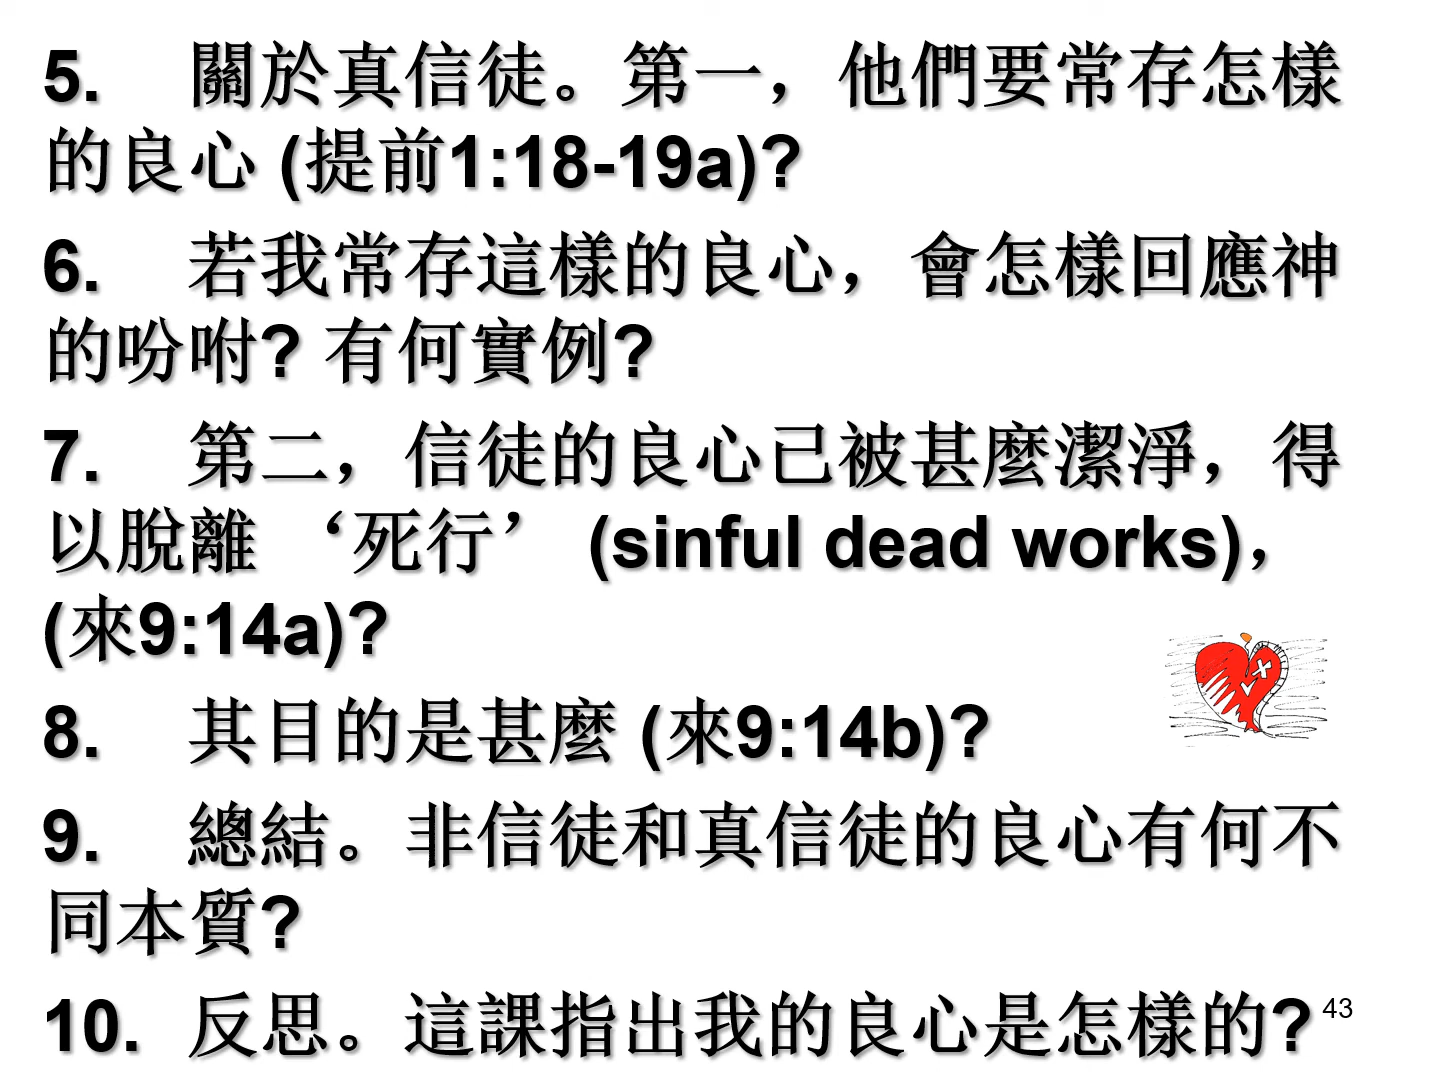 5. 關於真信徒。第一，他們要常存怎樣
的良心 (提前1:18-19a)?
6. 若我常存這樣的良心，會怎樣回應神
的吩咐? 有何實例?
7. 第二，信徒的良心已被甚麼潔淨，得
以脫離 ‘死行’ (sinful dead works)，
(來9:14a)?
8. 其目的是甚麼 (來9:14b)?
9. 總結。非信徒和真信徒的良心有何不
同本質?
10. 反思。這課指出我的良心是怎樣的?
43